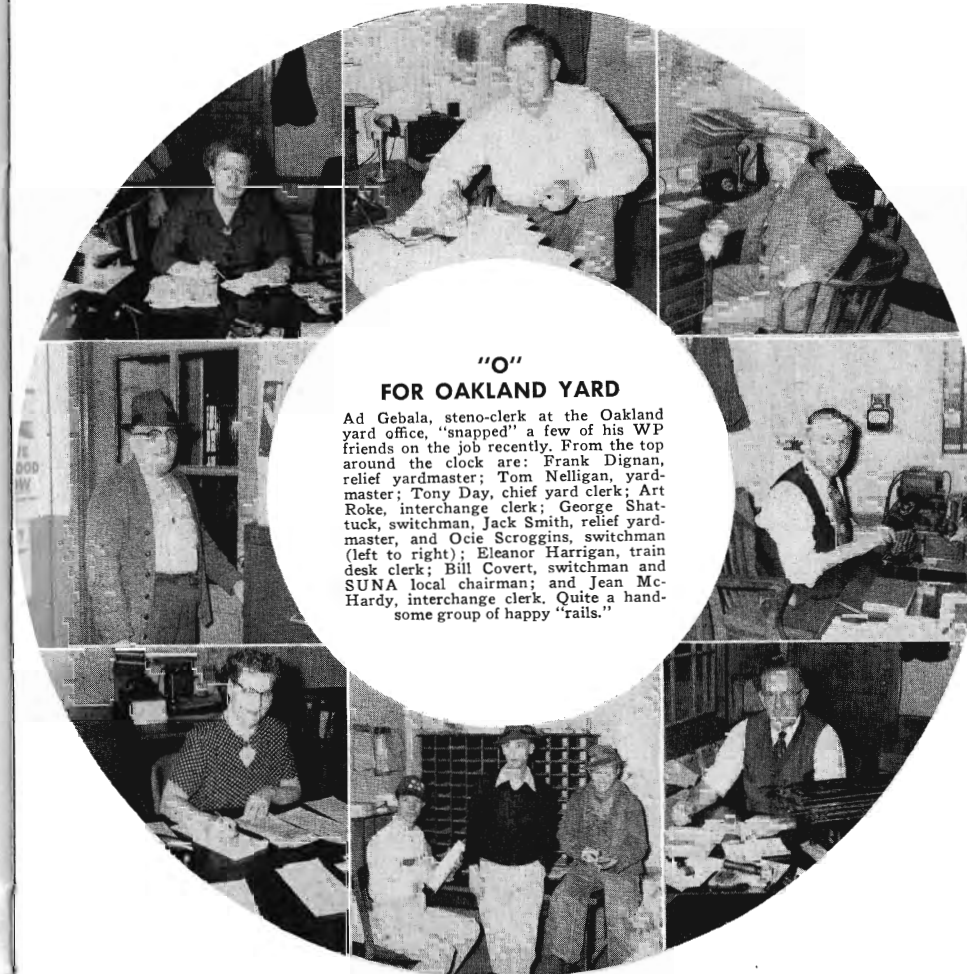 "O"
FOR OAKLAND YARD
Ad Gebala, steno-clerk at the Oakland
yard office, "snapped" a few of his WP
friends on the job recently. From the top
around the clock are: Frank Dignan,
relief yardmaster; Tom Nelligan, yard-
master; Tony Day, chief yard clerk; Art
Roke, interchange clerk; George Shat-
tuck, switchman, Jack Smith, relief yard-
master, and Ocie Scroggins, switchman
(left to right); Eleanor Harrigan, train
desk clerk; Bill Covert, switchman and
SUNA local chairman; and Jean Mc-
Hardy, interchange clerk. Quite a hand-
some group of happy "rails."